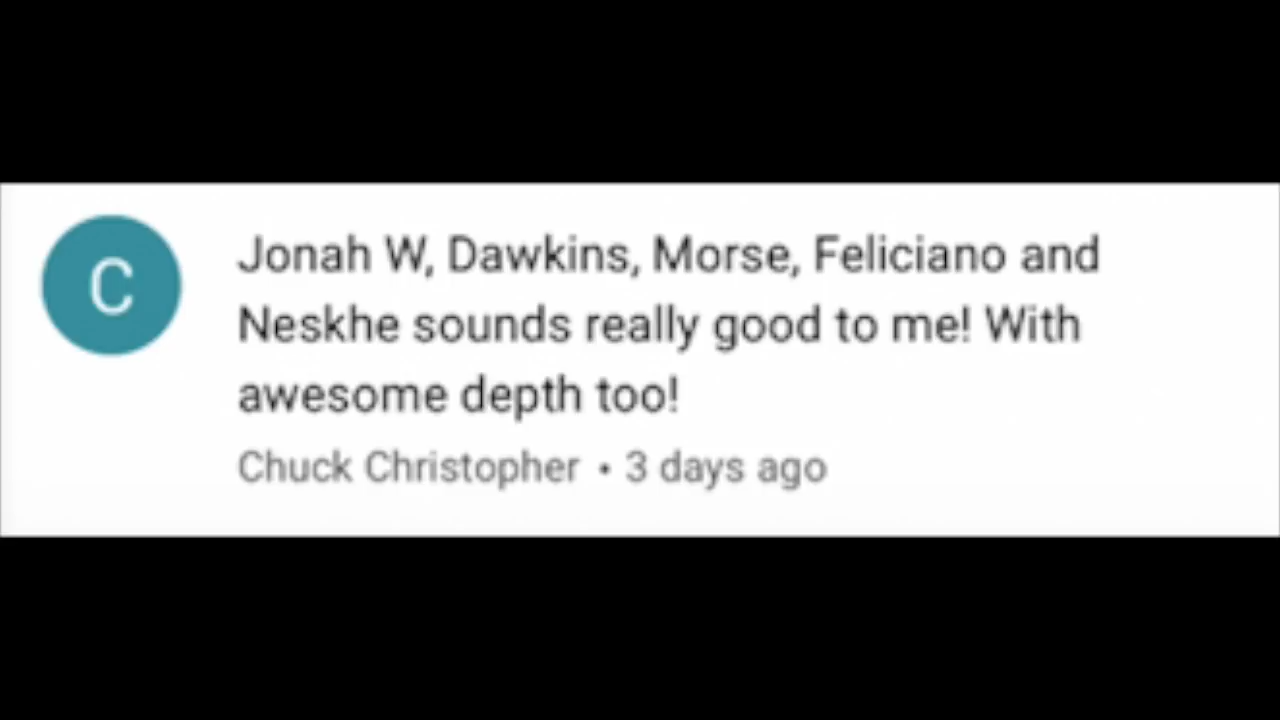 C
Jonah W, Dawkins, Morse, Feliciano and
Neskhe sounds really good to me! With
awesome depth too!
Chuck Christopher • 3 days ago